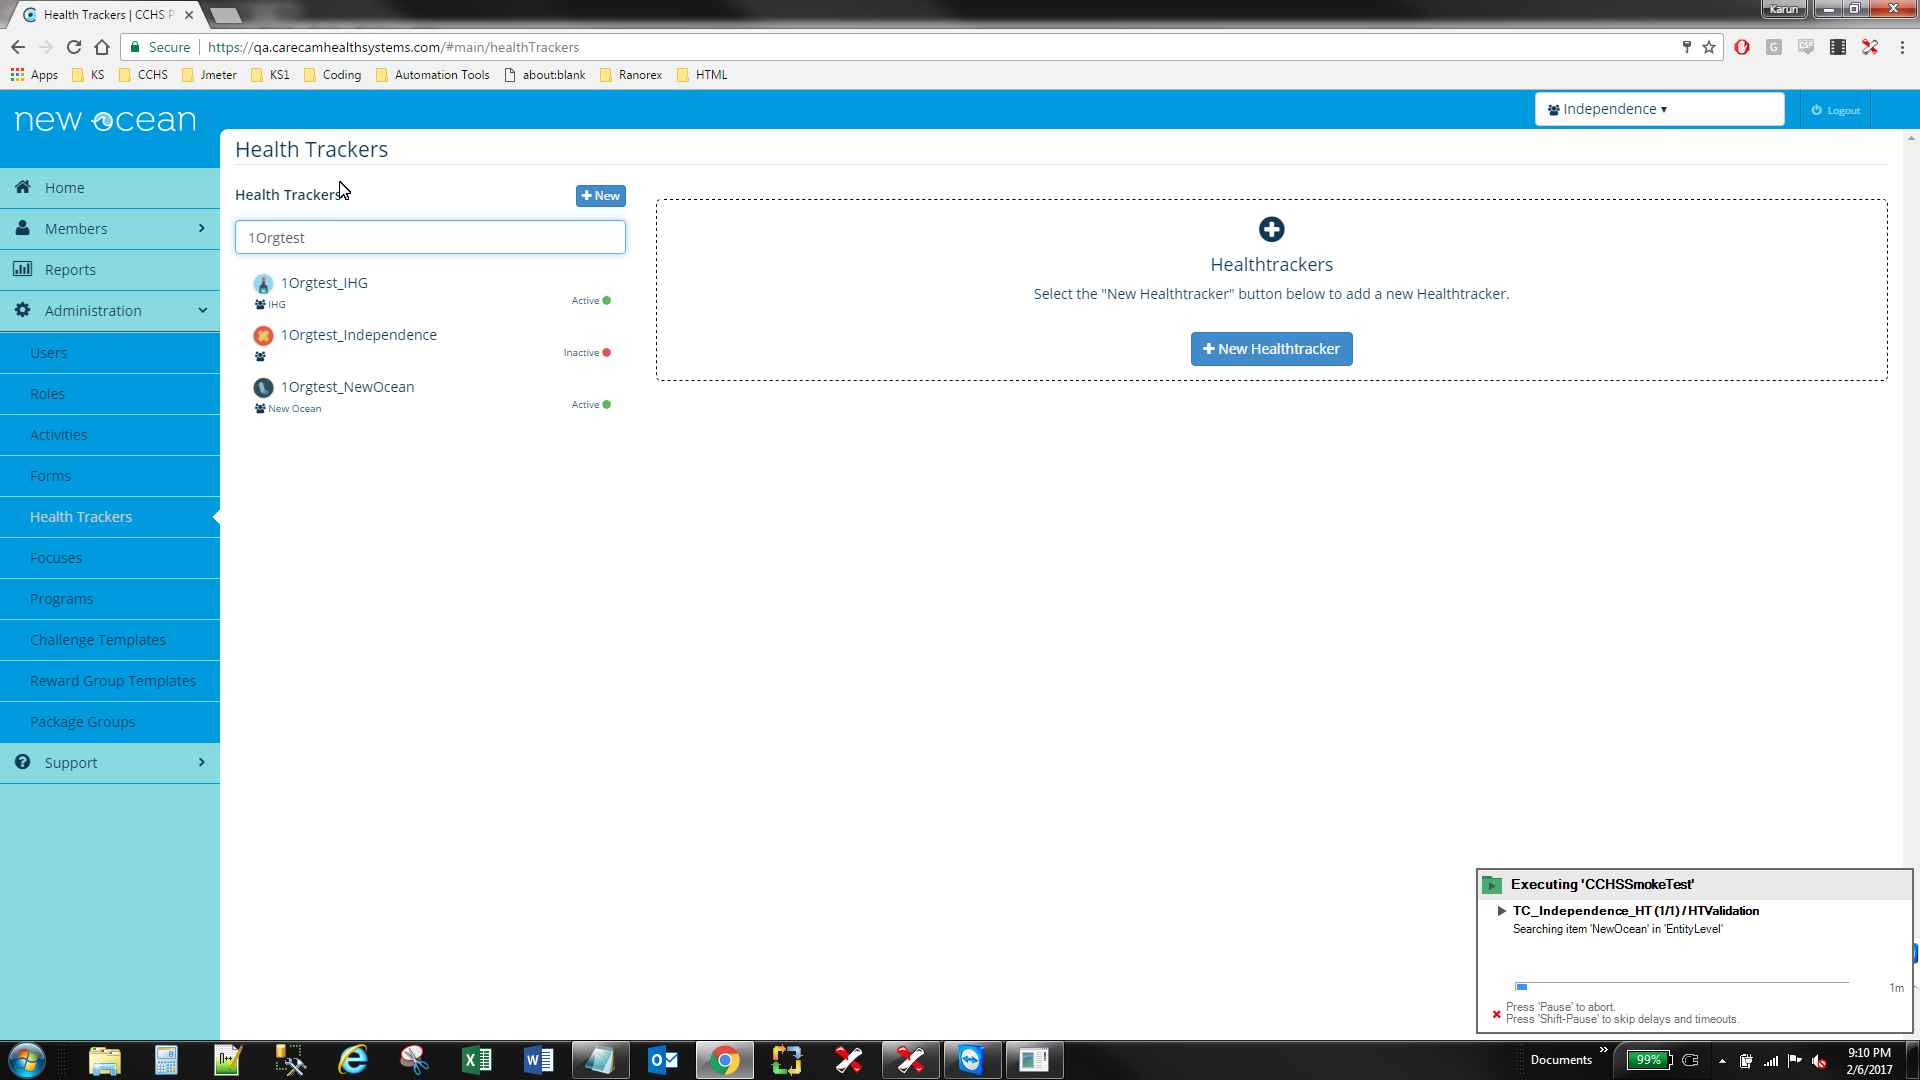 Health Trackers | CCHS P
Karun
Secure
https://qa.carecamhealthsystems.com/#main/healthTrackers
Apps
KS
CCHS
Jmeter
KS1
Coding
Automation Tools
about:blank
Ranorex
HTML
new ocean
Independence
Logout
Health Trackers
Home
Members
Reports
Administration
Users
Roles
Activities
Forms
Health Trackers
Focuses
Programs
Challenge Templates
Reward Group Templates
Package Groups
Support
Health Trackers
New
1Orgtest
1Orgtest_IHG
IHG
Active
1Orgtest_Independence
Inactive
1Orgtest_NewOcean
New Ocean
Active
Healthtrackers
Select the "New Healthtracker" button below to add a new Healthtracker.
New Healthtracker
Executing 'CCHSSmokeTest'
TC_Independence_HT (1/1) / HTValidation
Searching item 'NewOcean' in 'EntityLevel'
1m
Press 'Pause' to abort.
Press 'Shift-Pause' to skip delays and timeouts.
Documents
99%
9:10 PM
2/6/2017